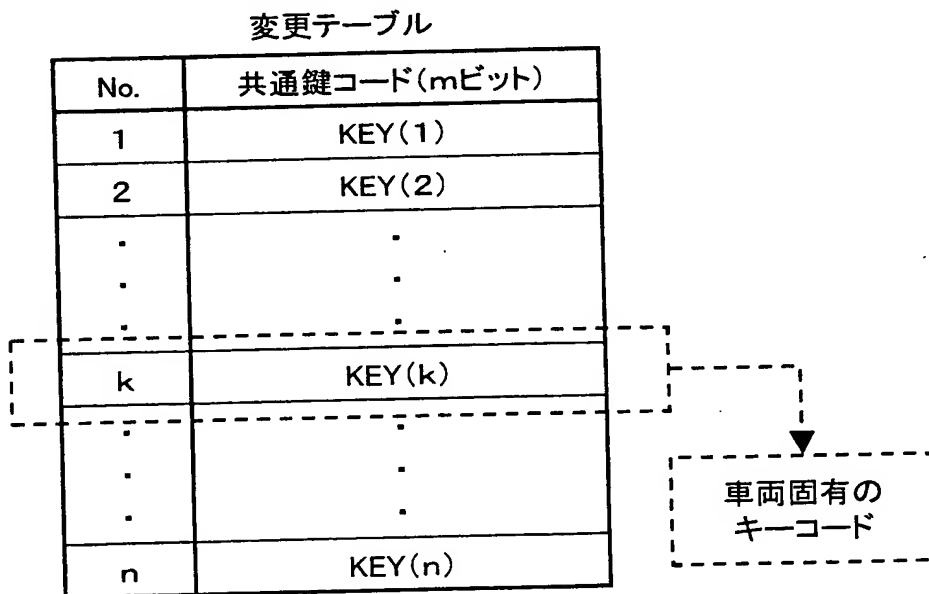 変更テーブル
No. 共通鍵コード(mビット)
1 KEY(1)
2 KEY(2)
・ ・
・ ・
・ ・
k KEY(k)
・ ・
・ ・
・ ・
n KEY(n)
車両固有の
キーコード